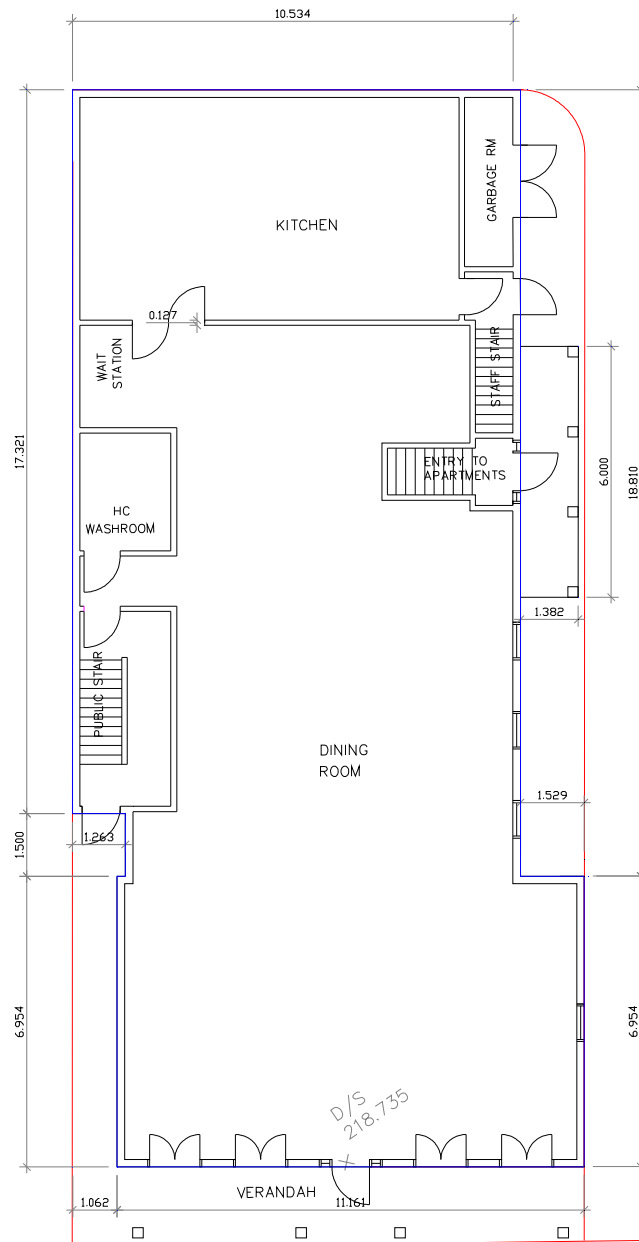 10.534
GARBAGE RM
KITCHEN
0.127
WAIT
STATION
STAFF STAIR
17.321
ENTRY TO
APARTMENTS
6.000
18.810
HC
WASHROOM
1.382
PUBLIC STAIR
DINING
ROOM
1.529
1.263
1.500
6.954
6.954
D/S
218.735
VERANDAH
1.062
11.161